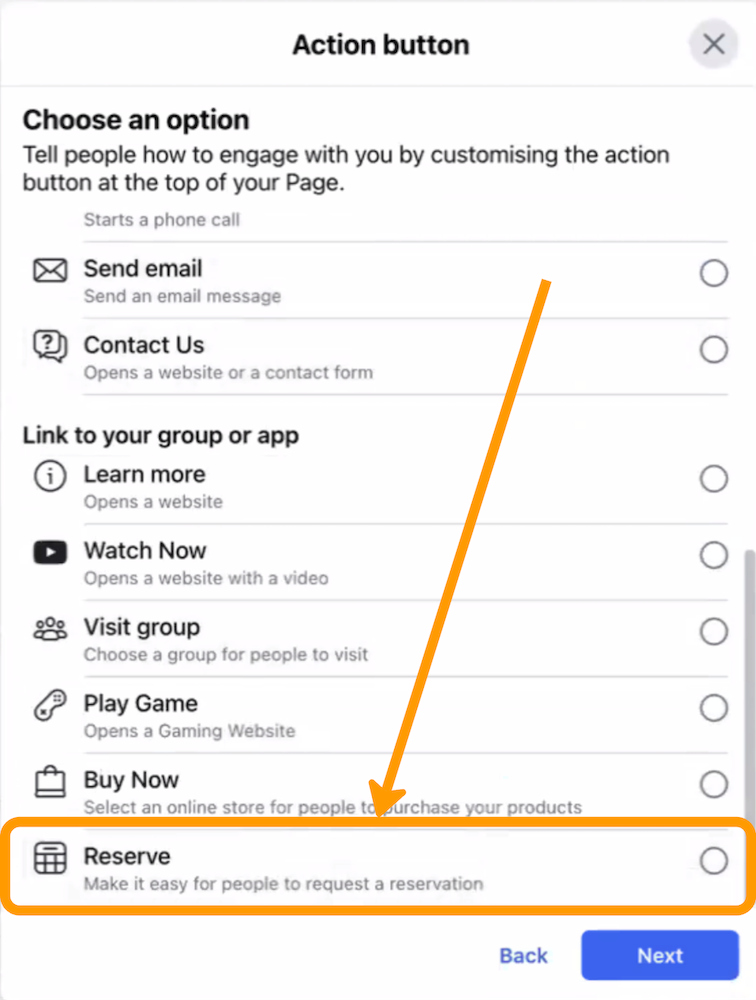 Action button
Choose an option
Tell people how to engage with you by customising the action
button at the top of your Page.
Starts a phone call
Send email
Send an email message
Contact Us
Opens a website or a contact form
Link to your group or app
Learn more
Opens a website
Watch Now
Opens a website with a video
Visit group
Choose a group for people to visit
Play Game
Opens a Gaming Website
Buy Now
Select an online store for people to purchase your products
Reserve
Make it easy for people to request a reservation
Back
Next